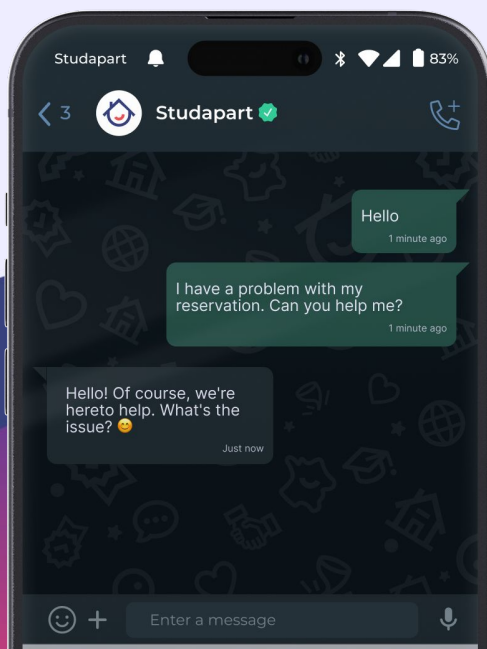 Studapart 83%
3 Studapart
Hello
1 minute ago
I have a problem with my
reservation. Can you help me?
1 minute ago
Hello! Of course, we're
hereto help. What's the
issue? 😊
Just now
Enter a message